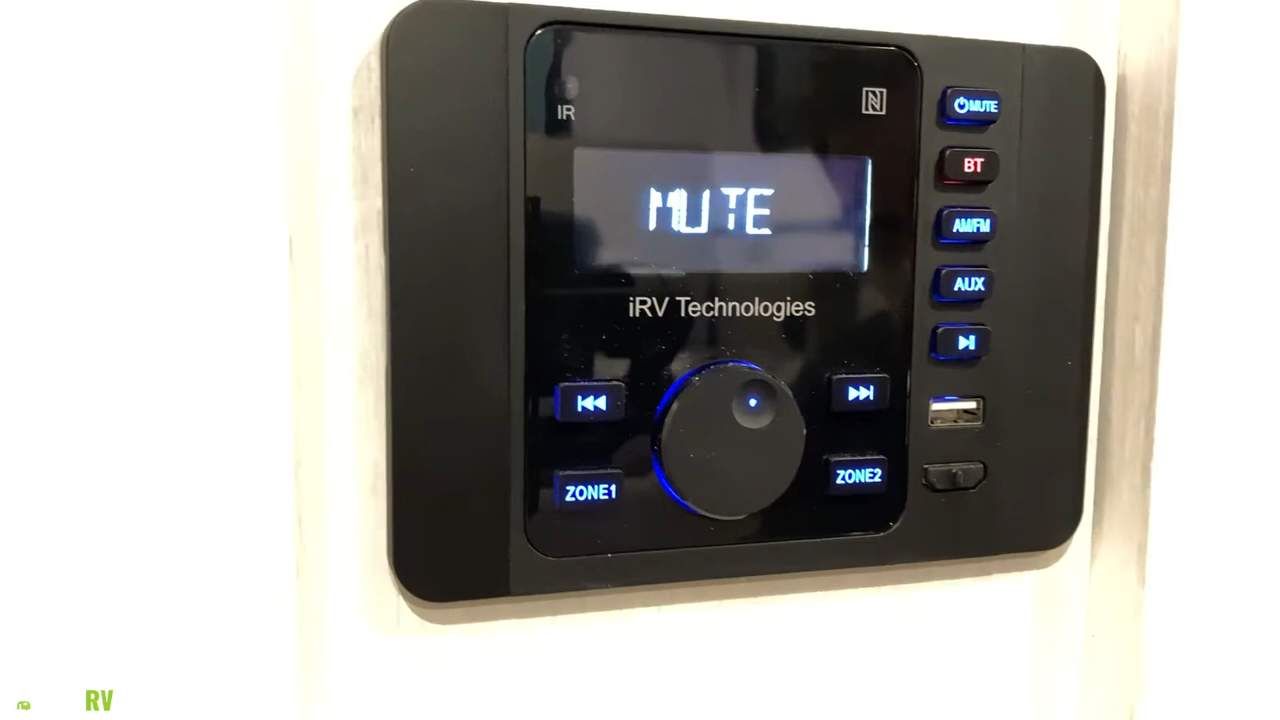 IR
MUTE
iRV Technologies
ZONE1
ZONE2
MUTE
BT
AM/FM
AUX
RV